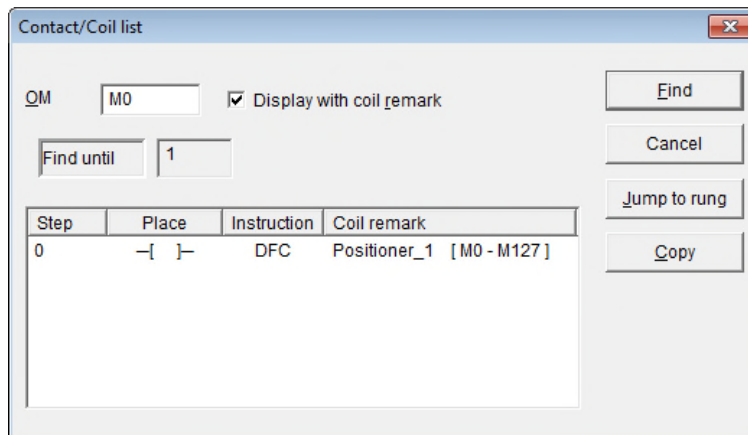 Contact/Coil list
OM M0 Display with coil remark
Find until 1
Find
Cancel
Jump to rung
Copy
Step Place Instruction Coil remark
0 –[ ]– DFC Positioner_1 [ M0 - M127 ]